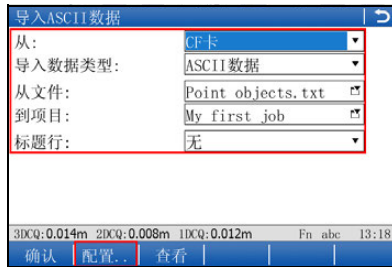 导入ASCII数据
从: CF卡
导入数据类型: ASCII数据
从文件: Point objects.txt
到项目: My first job
标题行: 无
3DCQ:0.014m 2DCQ:0.008m 1DCQ:0.012m Fn abc 13:18
确认 配置.. 查看